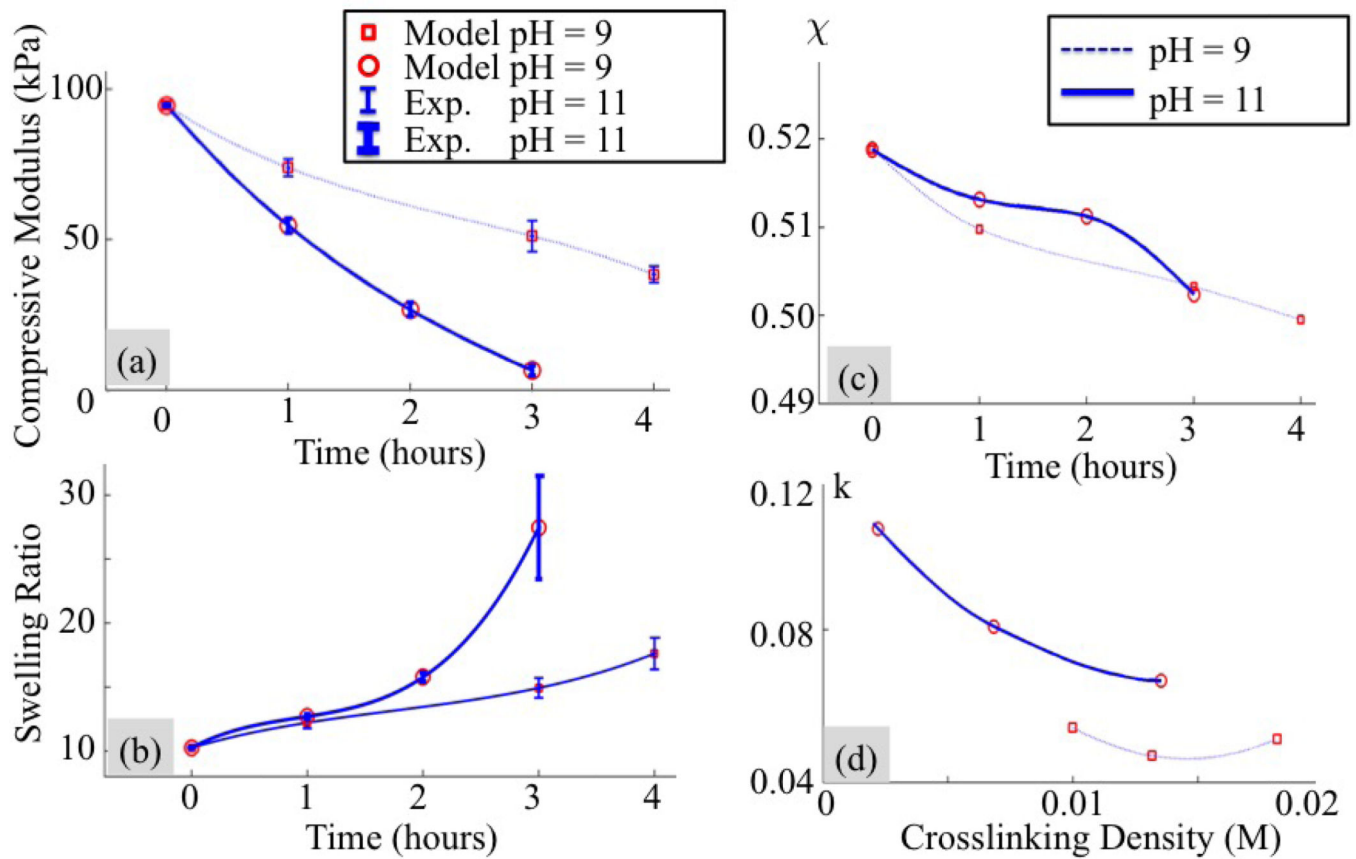 Compressive Modulus (kPa)
100
50
0
Model pH = 9
Model pH = 9
Exp. pH = 11
Exp. pH = 11
(a)
0 1 2 3 4
Time (hours)
χ
pH = 9
pH = 11
0.52
0.51
0.50
0.49
(c)
0 1 2 3 4
Time (hours)
Swelling Ratio
30
20
10
(b)
0 1 2 3 4
Time (hours)
0.12 k
0.08
0.04
(d)
0 0.01 0.02
Crosslinking Density (M)